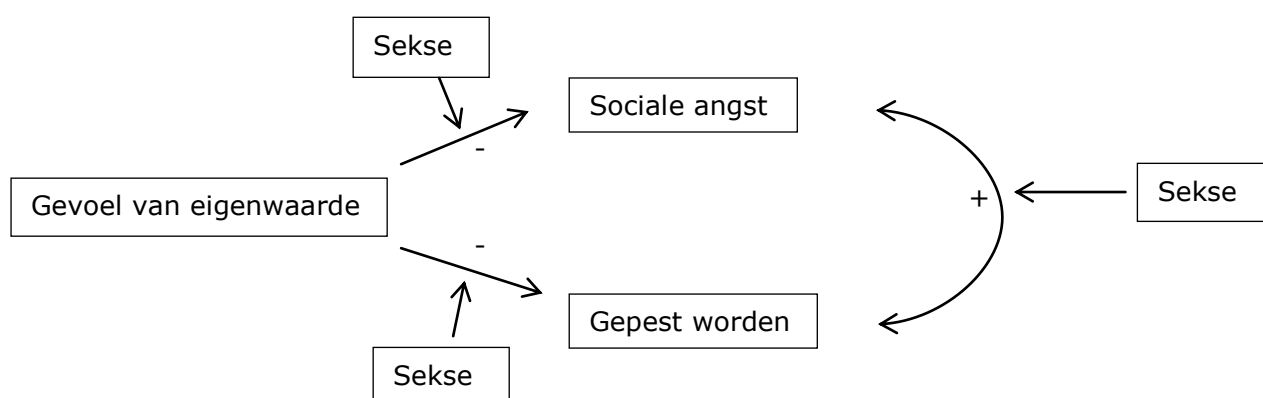 Sekse
Sociale angst
-
Gevoel van eigenwaarde
+
Sekse
-
Gepest worden
Sekse